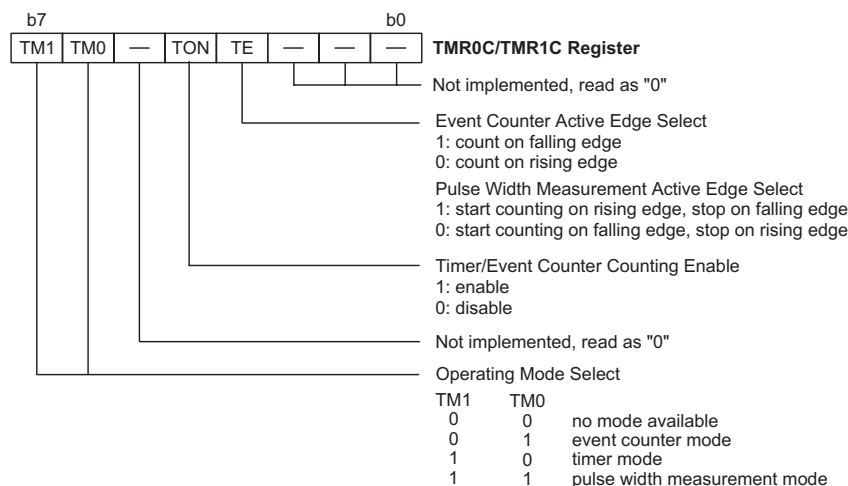 b7 b0
TM1 TM0 — TON TE — — — TMR0C/TMR1C Register
Not implemented, read as "0"
Event Counter Active Edge Select
1: count on falling edge
0: count on rising edge
Pulse Width Measurement Active Edge Select
1: start counting on rising edge, stop on falling edge
0: start counting on falling edge, stop on rising edge
Timer/Event Counter Counting Enable
1: enable
0: disable
Not implemented, read as "0"
Operating Mode Select
TM1 TM0
0 0 no mode available
0 1 event counter mode
1 0 timer mode
1 1 pulse width measurement mode